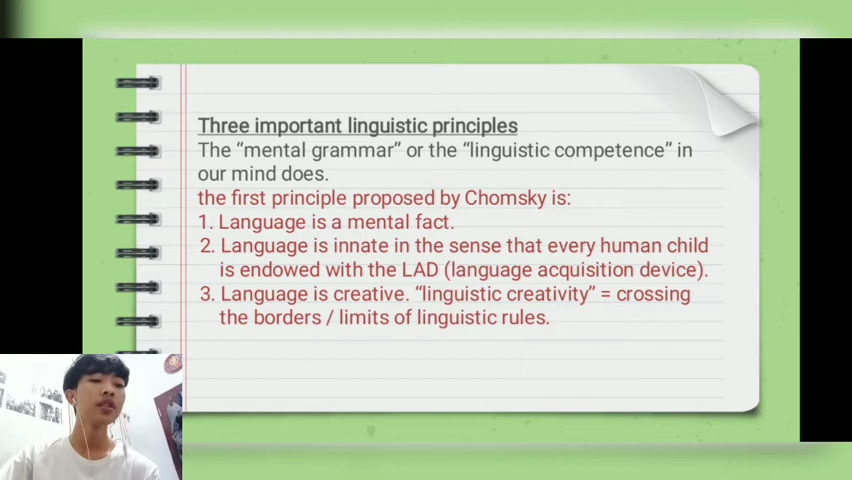 Three important linguistic principles
The “mental grammar” or the “linguistic competence” in
our mind does.
the first principle proposed by Chomsky is:
1. Language is a mental fact.
2. Language is innate in the sense that every human child
is endowed with the LAD (language acquisition device).
3. Language is creative. “linguistic creativity” = crossing
the borders / limits of linguistic rules.